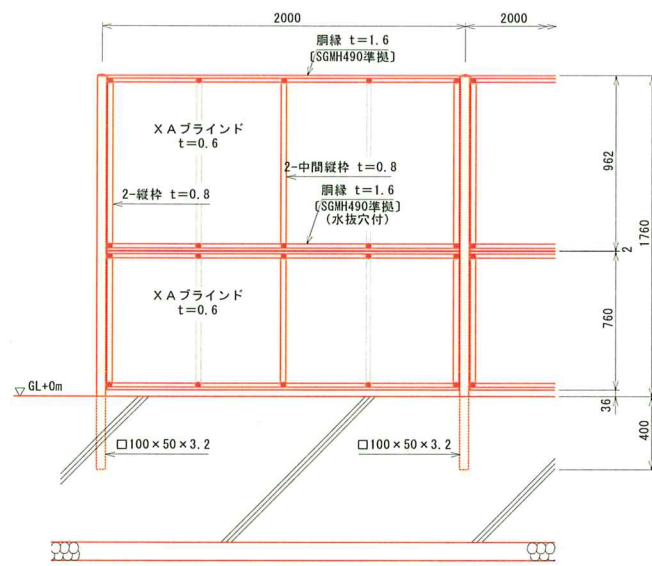 2000
2000
胴縁 t=1.6
[SGMH490準拠]
XAブラインド
t=0.6
962
2-中間縦枠 t=0.8
2-縦枠 t=0.8
胴縁 t=1.6
[SGMH490準拠]
(水抜穴付)
1760
2
XAブラインド
t=0.6
760
GL+0m
36
□100×50×3.2
□100×50×3.2
400